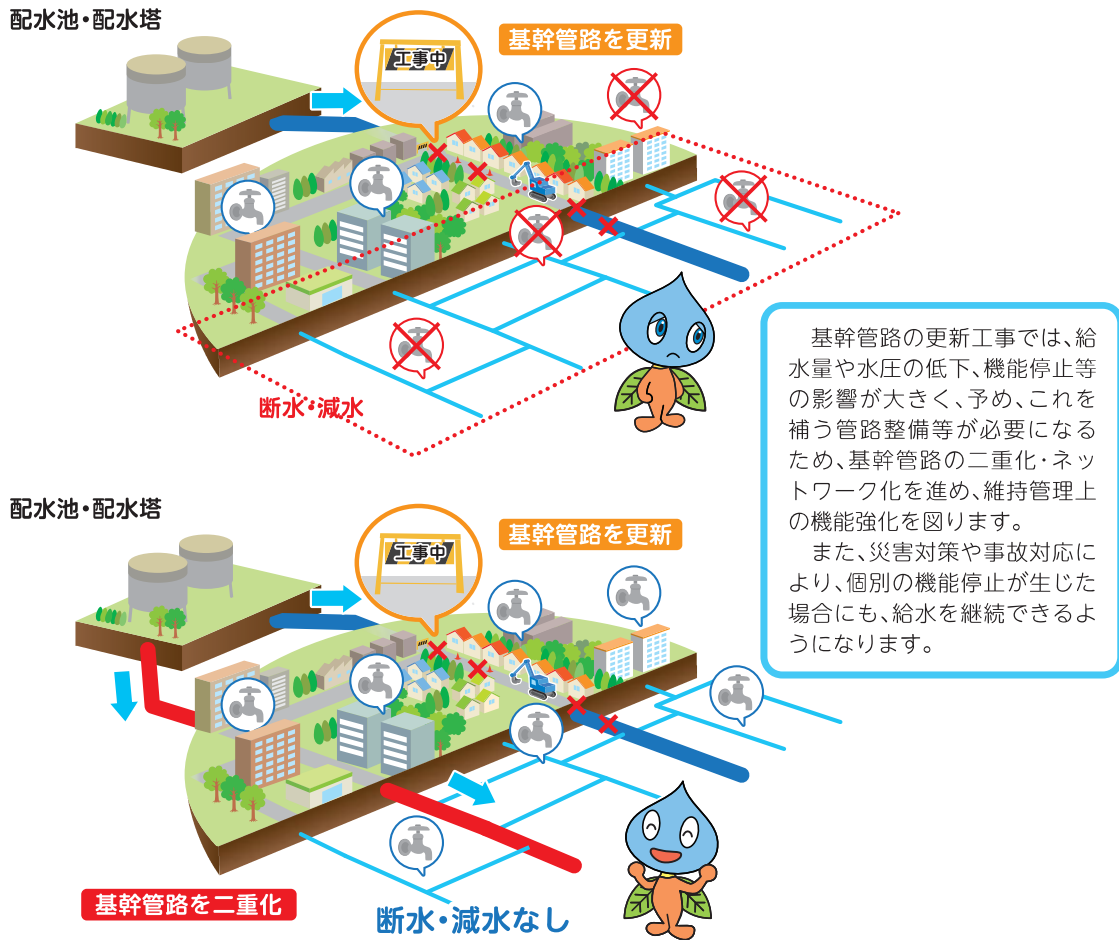 配水池・配水塔
基幹管路を更新
工事中
断水・減水
基幹管路の更新工事では、給
水量や水圧の低下、機能停止等
の影響が大きく、予め、これを
補う管路整備等が必要になる
ため、基幹管路の二重化・ネッ
トワーク化を進め、維持管理上
の機能強化を図ります。
また、災害対策や事故対応に
より、個別の機能停止が生じた
場合にも、給水を継続できるよ
うになります。
配水池・配水塔
基幹管路を更新
工事中
基幹管路を二重化
断水・減水なし